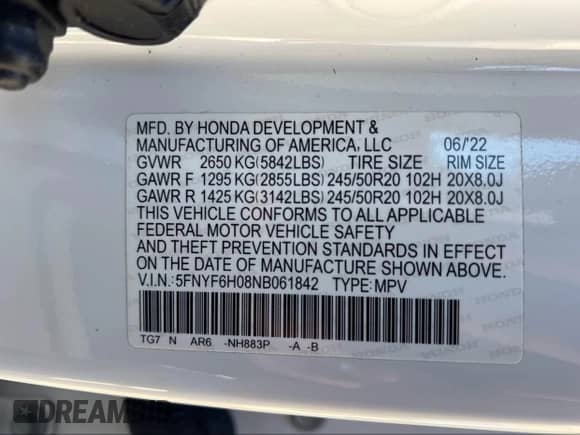 MFD. BY HONDA DEVELOPMENT &
MANUFACTURING OF AMERICA, LLC 06/'22
GVWR 2650 KG(5842LBS) TIRE SIZE RIM SIZE
GAWR F 1295 KG(2855LBS) 245/50R20 102H 20X8.0J
GAWR R 1425 KG(3142LBS) 245/50R20 102H 20X8.0J
THIS VEHICLE CONFORMS TO ALL APPLICABLE
FEDERAL MOTOR VEHICLE SAFETY
AND THEFT PREVENTION STANDARDS IN EFFECT
ON THE DATE OF MANUFACTURE SHOWN ABOVE.
V.I.N.:5FNYF6H08NB061842 TYPE:MPV
TG7 N AR6 -NH883P -A -B
DREAMBID